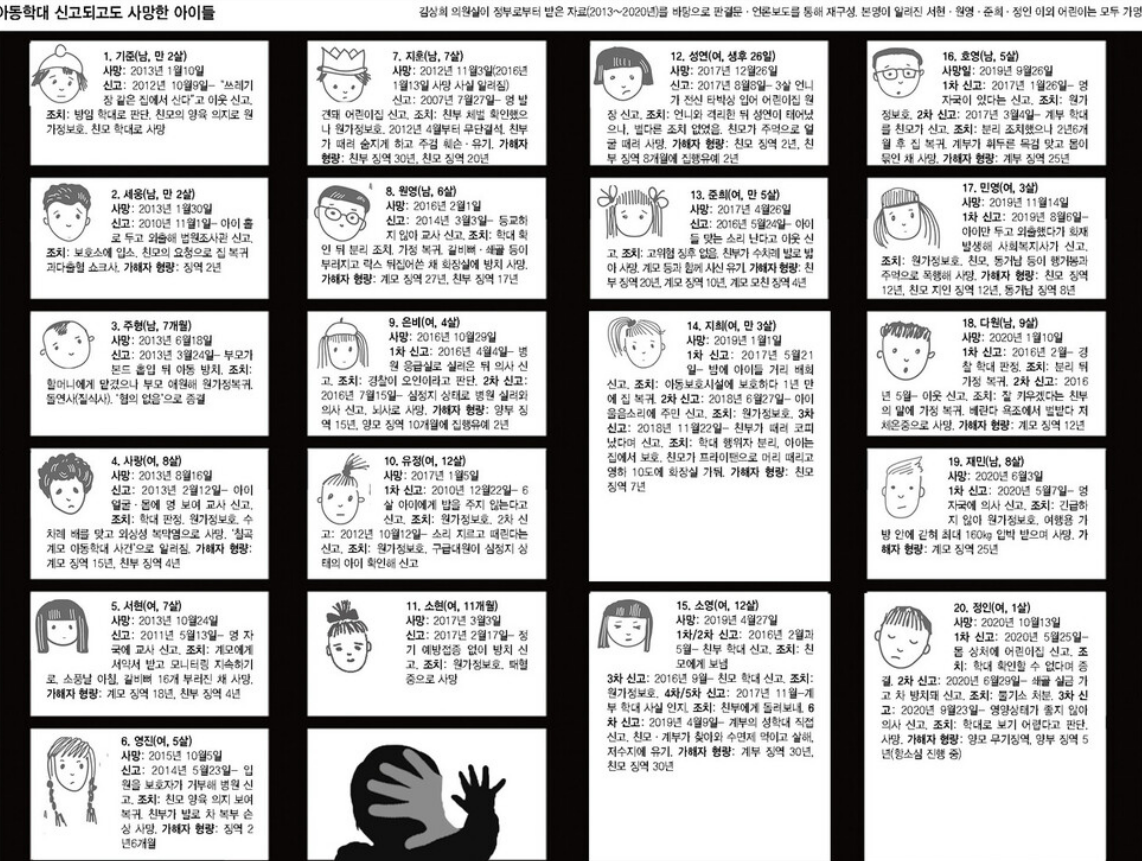 아동학대 신고되고도 사망한 아이들
김상희 의원실이 정부로부터 받은 자료(2013~2020년)를 바탕으로 판결문·언론보도를 통해 재구성. 본명이 알려진 서현·원영·준희·정인 이외 어린이는 모두 가명
1. 기준(남, 만 2살)
사망: 2013년 1월10일
신고: 2012년 10월9일- “쓰레기
장 같은 집에서 산다”고 이웃 신고.
조치: 방임 학대로 판단. 친모의 양육 의지로 원
가정보호. 친모 학대로 사망
2. 세웅(남, 만 2살)
사망: 2013년 1월30일
신고: 2010년 11월1일- 아이 홀
로 두고 외출해 법원조사관 신고.
조치: 보호소에 입소. 친모의 요청으로 집 복귀
과다출혈 쇼크사. 가해자 형량: 징역 2년
3. 주형(남, 7개월)
사망: 2013년 6월18일
신고: 2013년 3월24일- 부모가
본드 흡입 뒤 아동 방치. 조치:
할머니에게 맡겼으나 부모 애원해 원가정복귀.
돌연사(질식사). ‘혐의 없음’으로 종결
4. 사랑(여, 8살)
사망: 2013년 8월16일
신고: 2013년 2월12일- 아이
얼굴·몸에 멍 보여 교사 신고.
조치: 학대 판정. 원가정보호. 수
차례 배를 맞고 외상성 복막염으로 사망. ‘칠곡
계모 아동학대 사건’으로 알려짐. 가해자 형량:
계모 징역 15년, 친부 징역 4년
5. 서현(여, 7살)
사망: 2013년 10월24일
신고: 2011년 5월13일- 멍 자
국에 교사 신고. 조치: 계모에게
서약서 받고 모니터링 지속하기
로. 소풍날 아침, 갈비뼈 16개 부러진 채 사망.
가해자 형량: 계모 징역 18년, 친부 징역 4년
6. 영진(여, 5살)
사망: 2015년 10월5일
신고: 2014년 5월23일- 입
원을 보호자가 거부해 병원 신
고. 조치: 친모 양육 의지 보여
복귀. 친부가 발로 차 복부 손
상 사망. 가해자 형량: 징역 2
년6개월
7. 지훈(남, 7살)
사망: 2012년 11월3일(2016년
1월13일 사망 사실 알려짐)
신고: 2007년 7월27일- 멍 발
견돼 어린이집 신고. 조치: 친부 체벌 확인했으
나 원가정보호. 2012년 4월부터 무단결석. 친부
가 때려 숨지게 하고 주검 훼손·유기. 가해자
형량: 친부 징역 30년, 친모 징역 20년
8. 원영(남, 6살)
사망: 2016년 2월1일
신고: 2014년 3월3일- 등교하
지 않아 교사 신고. 조치: 학대 확
인 뒤 분리 조치. 가정 복귀. 갈비뼈·쇄골 등이
부러지고 락스 뒤집어쓴 채 화장실에 방치 사망.
가해자 형량: 계모 징역 27년, 친부 징역 17년
9. 은비(여, 4살)
사망: 2016년 10월29일
1차 신고: 2016년 4월4일- 병
원 응급실로 실려온 뒤 의사 신
고. 조치: 경찰이 오인이라고 판단. 2차 신고:
2016년 7월15일- 심정지 상태로 병원 실려와
의사 신고. 뇌사로 사망. 가해자 형량: 양부 징
역 15년, 양모 징역 10개월에 집행유예 2년
10. 유정(여, 12살)
사망: 2017년 1월5일
1차 신고: 2010년 12월22일- 6
살 아이에게 밥을 주지 않는다고
신고. 조치: 원가정보호. 2차 신
고: 2012년 10월12일- 소리 지르고 때린다는
신고. 조치: 원가정보호. 구급대원이 심정지 상
태의 아이 확인해 신고
11. 소현(여, 11개월)
사망: 2017년 3월3일
신고: 2017년 2월17일- 정
기 예방접종 없이 방치 신
고. 조치: 원가정보호. 패혈
증으로 사망
12. 성연(여, 생후 26일)
사망: 2017년 12월26일
신고: 2017년 8월8일- 3살 언니
가 전신 타박상 입어 어린이집 원
장 신고. 조치: 언니와 격리한 뒤 성연이 태어났
으나, 별다른 조치 없었음. 친모가 주먹으로 얼
굴 때려 사망. 가해자 형량: 친모 징역 2년, 친
부 징역 8개월에 집행유예 2년
13. 준희(여, 만 5살)
사망: 2017년 4월26일
신고: 2016년 5월24일- 아이
들 맞는 소리 난다고 이웃 신
고. 조치: 고위험 징후 없음. 친부가 수차례 발로 밟
아 사망. 계모 등과 함께 사신 유기. 가해자 형량: 친
부 징역 20년, 계모 징역 10년, 계모 모친 징역 4년
14. 지희(여, 만 3살)
사망: 2019년 1월1일
1차 신고: 2017년 5월21
일- 밤에 아이들 거리 배회
신고. 조치: 아동보호시설에 보호하다 1년 만
에 집 복귀. 2차 신고: 2018년 6월27일- 아이
울음소리에 주민 신고. 조치: 원가정보호. 3차
신고: 2018년 11월22일- 친부가 때려 코피
났다며 신고. 조치: 학대 행위자 분리. 아이는
집에서 보호. 친모가 프라이팬으로 머리 때리고
영하 10도에 화장실 가둬. 가해자 형량: 친모
징역 7년
15. 소영(여, 12살)
사망: 2019년 4월27일
1차/2차 신고: 2016년 2월과
5월- 친부 학대 신고. 조치: 친
모에게 보냄
3차 신고: 2016년 9월- 친모 학대 신고. 조치:
원가정보호. 4차/5차 신고: 2017년 11월-계
부 학대 사실 인지. 조치: 친부에게 돌려보내. 6
차 신고: 2019년 4월9일- 계부의 성학대 직접
신고. 친모·계부가 찾아와 수면제 먹이고 살해,
저수지에 유기. 가해자 형량: 계부 징역 30년,
친모 징역 30년
16. 호영(남, 5살)
사망일: 2019년 9월26일
1차 신고: 2017년 1월26일- 멍
자국이 있다는 신고. 조치: 원가
정보호. 2차 신고: 2017년 3월4일- 계부 학대
를 친모가 신고. 조치: 분리 조치했으나 2년6개
월 후 집 복귀. 계부가 휘두른 목검 맞고 몸이
묶인 채 사망. 가해자 형량: 계부 징역 25년
17. 민영(여, 3살)
사망: 2019년 11월14일
1차 신고: 2019년 8월6일-
아이만 두고 외출했다가 화재
발생해 사회복지사가 신고.
조치: 원가정보호. 친모, 동거남 등이 행거봉과
주먹으로 폭행해 사망. 가해자 형량: 친모 징역
12년, 친모 지인 징역 12년, 동거남 징역 8년
18. 다원(남, 9살)
사망: 2020년 1월10일
1차 신고: 2016년 2월- 경
찰 학대 판정. 조치: 분리 뒤
가정 복귀. 2차 신고: 2016
년 5월- 이웃 신고. 조치: 잘 키우겠다는 친부
의 말에 가정 복귀. 베란다 욕조에서 벌받다 저
체온증으로 사망. 가해자 형량: 계모 징역 12년
19. 재민(남, 8살)
사망: 2020년 6월3일
1차 신고: 2020년 5월7일- 멍
자국에 의사 신고. 조치: 긴급하
지 않아 원가정보호. 여행용 가
방 안에 갇혀 최대 160㎏ 압박 받으며 사망. 가
해자 형량: 계모 징역 25년
20. 정인(여, 1살)
사망: 2020년 10월13일
1차 신고: 2020년 5월25일-
몸 상처에 어린이집 신고. 조
치: 학대 확인할 수 없다며 종
결. 2차 신고: 2020년 6월29일- 쇄골 실금 가
고 차 방치돼 신고. 조치: 불기소 처분. 3차 신
고: 2020년 9월23일- 영양상태가 좋지 않아
의사 신고. 조치: 학대로 보기 어렵다고 판단.
사망. 가해자 형량: 양모 무기징역, 양부 징역 5
년(항소심 진행 중)